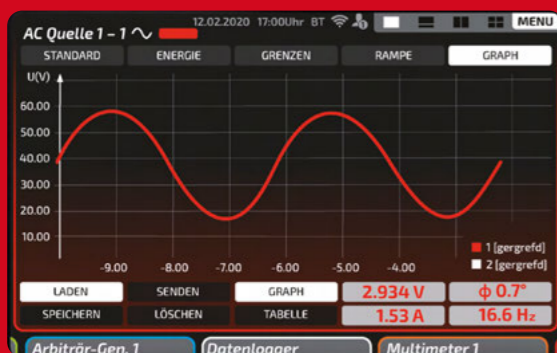 12.02.2020 17:00Uhr BT MENU
AC Quelle 1 – 1
STANDARD ENERGIE GRENZEN RAMPE GRAPH
U(V)
60.00
50.00
40.00
30.00
20.00
10.00
-9.00 -8.00 -7.00 -6.00 -5.00 -4.00
1 [gergrefd]
2 [gergrefd]
LADEN SENDEN GRAPH 2.934 V ϕ 0.7°
SPEICHERN LÖSCHEN TABELLE 1.53 A 16.6 Hz
Arbiträr-Gen. 1 Datenlogger Multimeter 1